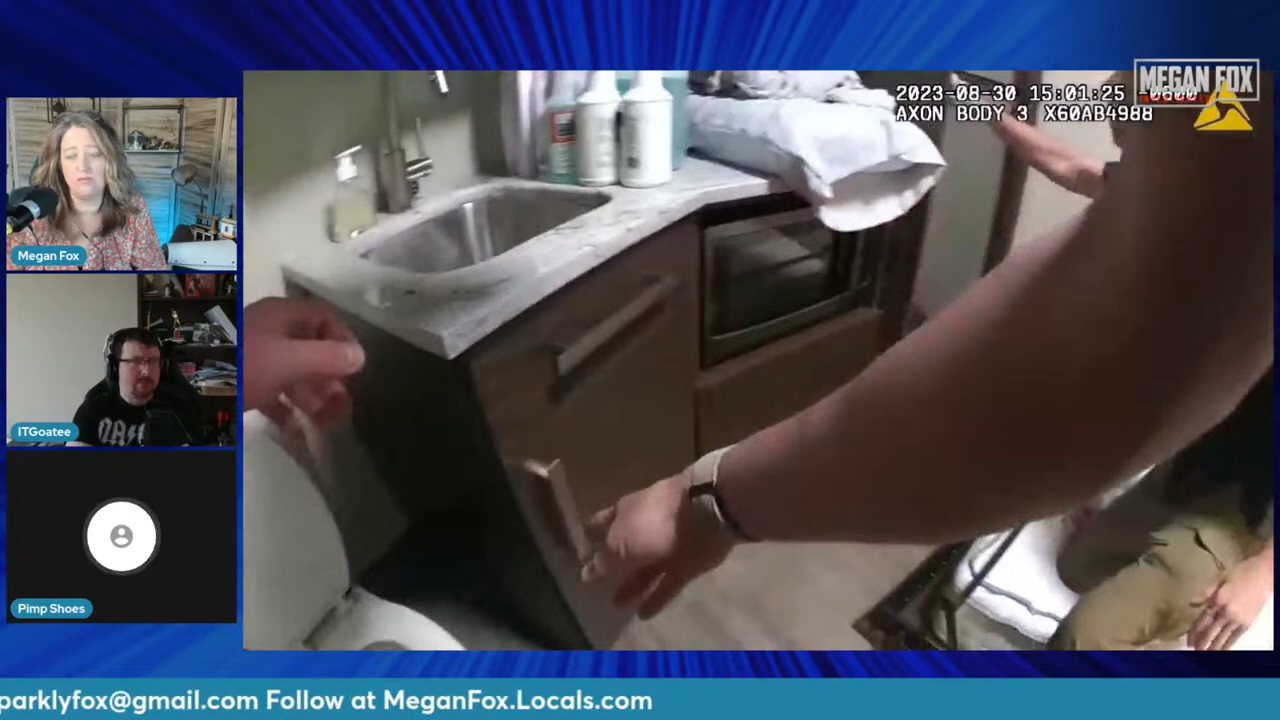 MEGAN FOX
2023-08-30 15:01:25
AXON BODY 3 X60AB4988
Megan Fox
ITGoatee
Pimp Shoes
parklyfox@gmail.com Follow at MeganFox.Locals.com